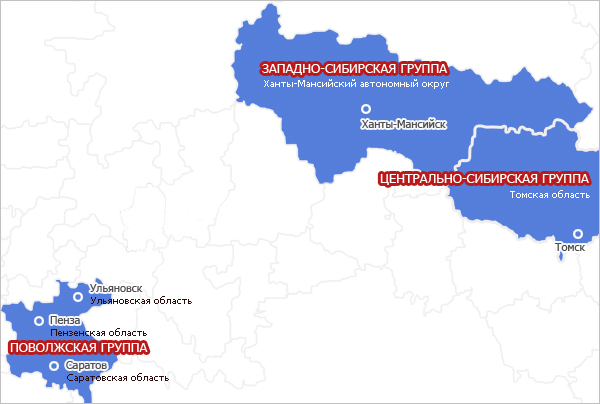 ЗАПАДНО-СИБИРСКАЯ ГРУППА
Ханты-Мансийский автономный округ
Ханты-Мансийск
ЦЕНТРАЛЬНО-СИБИРСКАЯ ГРУППА
Томская область
Томск
Ульяновск
Ульяновская область
Пенза
Пензенская область
ПОВОЛЖСКАЯ ГРУППА
Саратов
Саратовская область